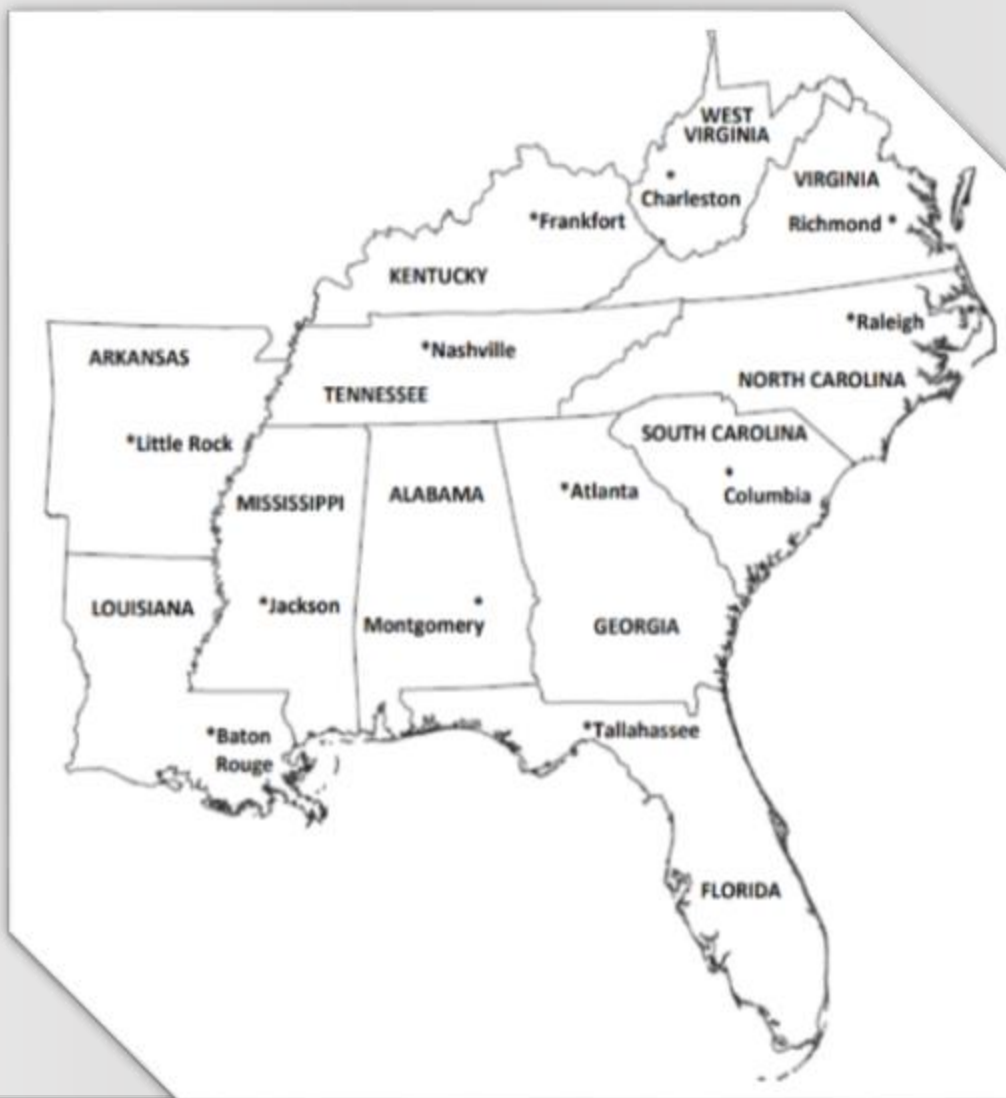 WEST
VIRGINIA
*
Charleston
VIRGINIA
Richmond *
*Frankfort
KENTUCKY
*Raleigh
*Nashville
ARKANSAS
NORTH CAROLINA
TENNESSEE
SOUTH CAROLINA
*Little Rock
*
Columbia
*Atlanta
ALABAMA
MISSISSIPPI
LOUISIANA
*Jackson
*
Montgomery
GEORGIA
*Tallahassee
*Baton
Rouge
FLORIDA